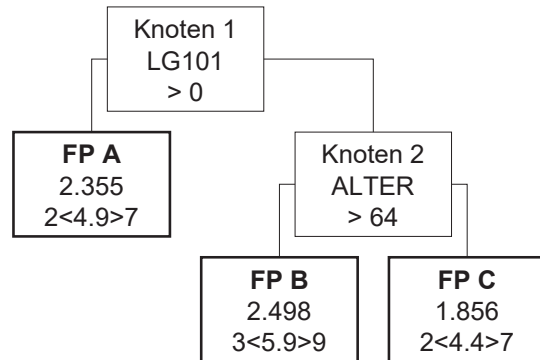 Knoten 1
LG101
> 0
FP A
2.355
2<4.9>7
Knoten 2
ALTER
> 64
FP B
2.498
3<5.9>9
FP C
1.856
2<4.4>7